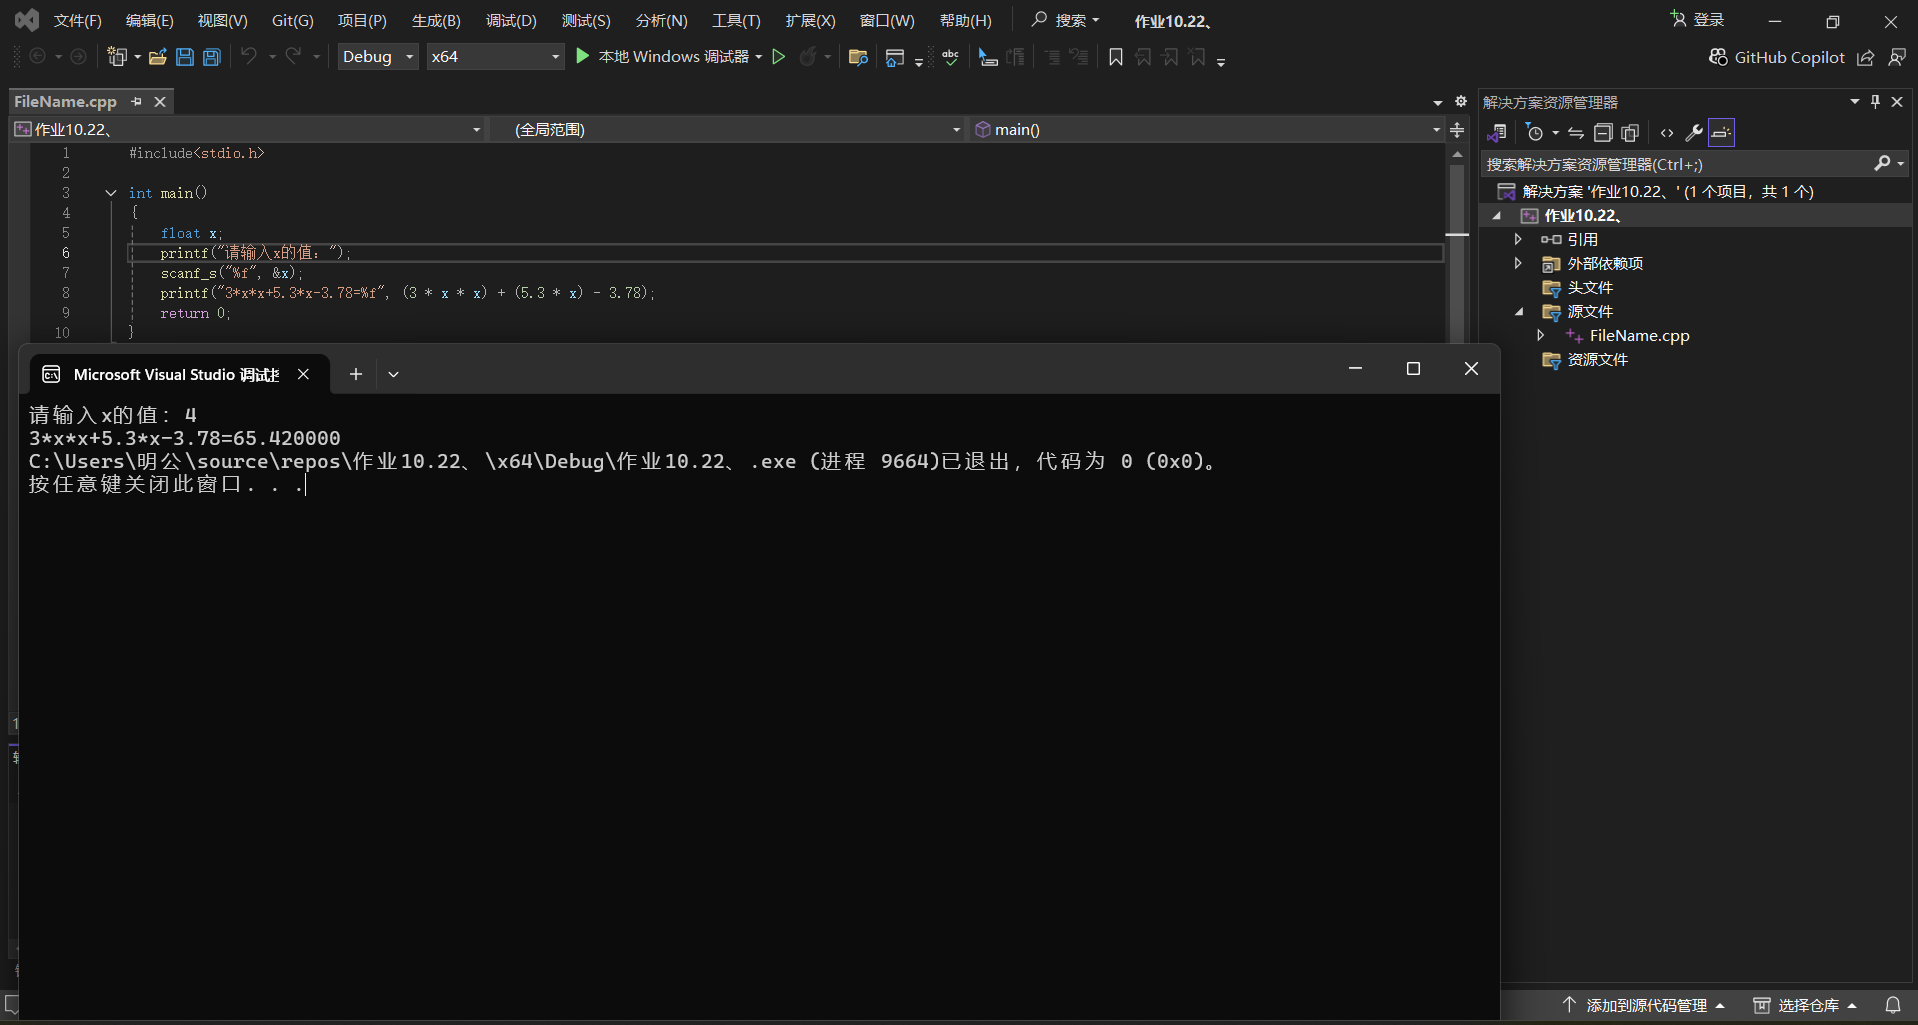 文件(F) 编辑(E) 视图(V) Git(G) 项目(P) 生成(B) 调试(D) 测试(S) 分析(N) 工具(T) 扩展(X) 窗口(W) 帮助(H) 搜索 作业10.22、 登录
Debug x64 本地 Windows 调试器 abc GitHub Copilot
FileName.cpp
作业10.22、 (全局范围) main()
1 #include<stdio.h>
2
3 int main()
4 {
5 float x;
6 printf("请输入x的值：");
7 scanf_s("%f", &x);
8 printf("3*x*x+5.3*x-3.78=%f", (3 * x * x) + (5.3 * x) - 3.78);
9 return 0;
10 }
Microsoft Visual Studio 调试
请输入x的值：4
3*x*x+5.3*x-3.78=65.420000
C:\Users\明公\source\repos\作业10.22、\x64\Debug\作业10.22、.exe (进程 9664)已退出，代码为 0 (0x0)。
按任意键关闭此窗口. . .
解决方案资源管理器
搜索解决方案资源管理器(Ctrl+;)
解决方案 '作业10.22、' (1 个项目，共 1 个)
作业10.22、
引用
外部依赖项
头文件
源文件
FileName.cpp
资源文件
添加到源代码管理 选择仓库